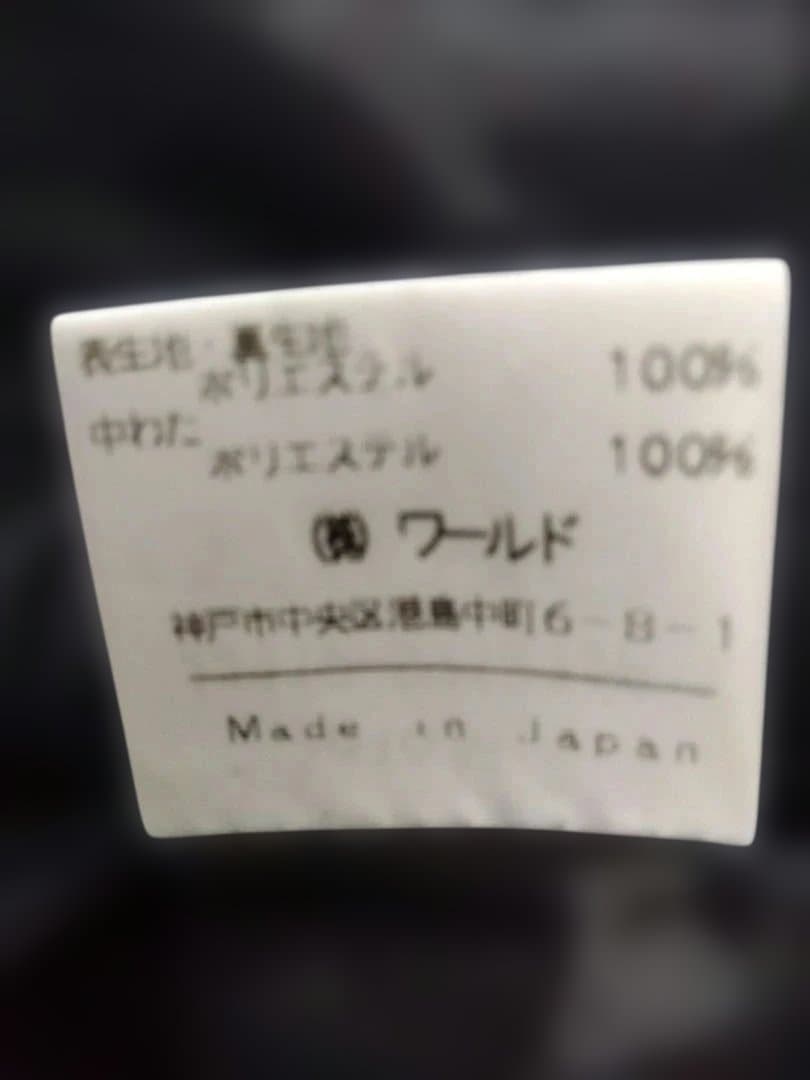 表生地・裏生地
ポリエステル 100%
中わた
ポリエステル 100%
㈱ ワールド
神戸市中央区港島中町6-8-1
Made in Japan